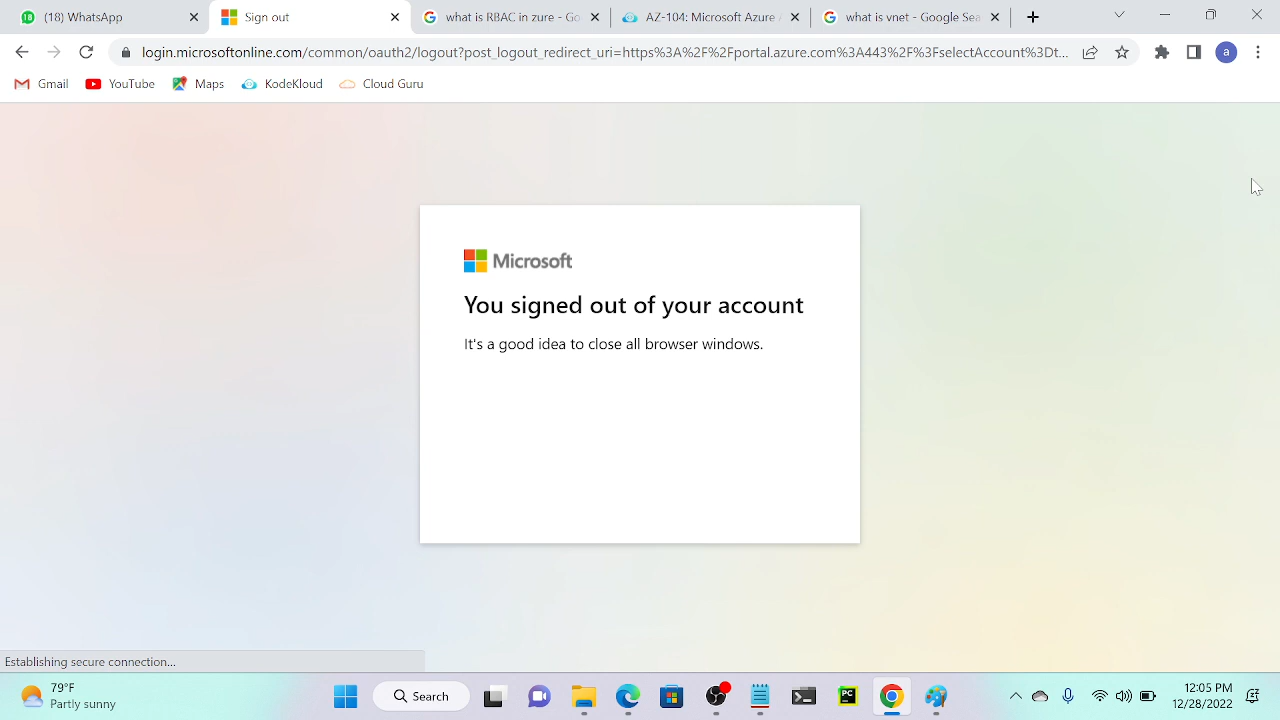 (18) WhatsApp
Sign out
what is RBAC in zure - Go
AZ-104: Microsoft Azure
what is vnet - Google Sea
login.microsoftonline.com/common/oauth2/logout?post_logout_redirect_uri=https%3A%2F%2Fportal.azure.com%3A443%2F%3FselectAccount%3Dt...
a
Gmail
YouTube
Maps
KodeKloud
Cloud Guru
Microsoft
You signed out of your account
It's a good idea to close all browser windows.
Establishing secure connection...
79°F
Partly sunny
Search
PC
12:05 PM
12/28/2022